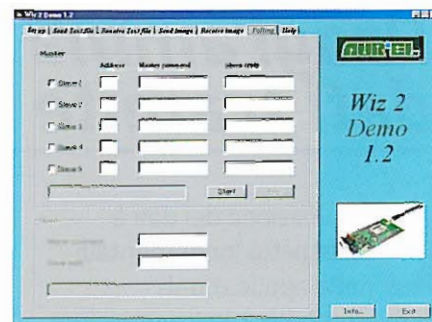 Wiz 2 Demo 1.2
Set up Send Text file Receive Text file Send Image Receive Image Polling Help
Master
Address Master command Slave reply
Slave 1
Slave 2
Slave 3
Slave 4
Slave 5
Start
AUR°EL
Wiz 2
Demo
1.2
Info... Exit